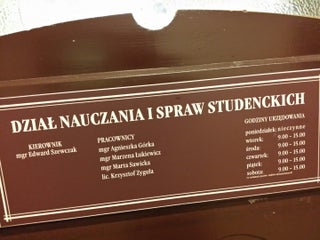 DZIAŁ NAUCZANIA I SPRAW STUDENCKICH
KIEROWNIK
mgr Edward Szewczak
PRACOWNICY
mgr Agnieszka Górka
mgr Marzena Łukiewicz
mgr Marta Sawicka
lic. Krzysztof Zyguła
GODZINY URZĘDOWANIA
poniedziałek: nieczynne
wtorek: 9.00 - 15.00
środa: 9.00 - 15.00
czwartek: 9.00 - 15.00
piątek: 9.00 - 15.00
sobota: 9.00 - 15.00